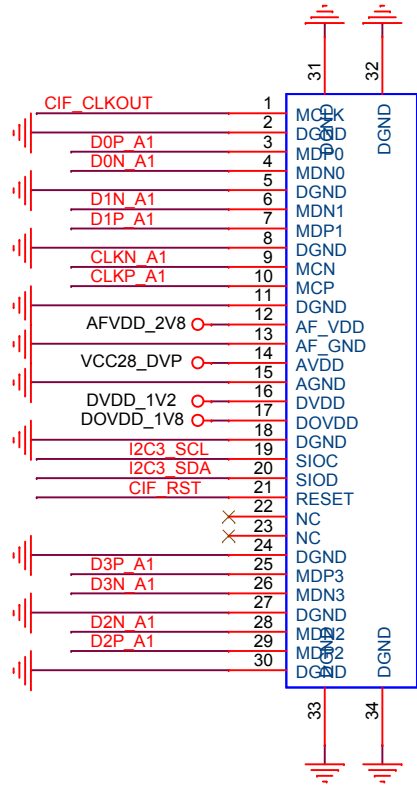 31 32
DGND DGND
CIF_CLKOUT 1 MCLK
2 DGND
D0P_A1 3 MDP0
D0N_A1 4 MDN0
5 DGND
D1N_A1 6 MDN1
D1P_A1 7 MDP1
8 DGND
CLKN_A1 9 MCN
CLKP_A1 10 MCP
11 DGND
AFVDD_2V8 12 AF_VDD
13 AF_GND
VCC28_DVP 14 AVDD
15 AGND
DVDD_1V2 16 DVDD
DOVDD_1V8 17 DOVDD
18 DGND
I2C3_SCL 19 SIOC
I2C3_SDA 20 SIOD
CIF_RST 21 RESET
22 NC
23 NC
24 DGND
D3P_A1 25 MDP3
D3N_A1 26 MDN3
27 DGND
D2N_A1 28 MDN2
D2P_A1 29 MDP2
30 DGND
DGND DGND
33 34